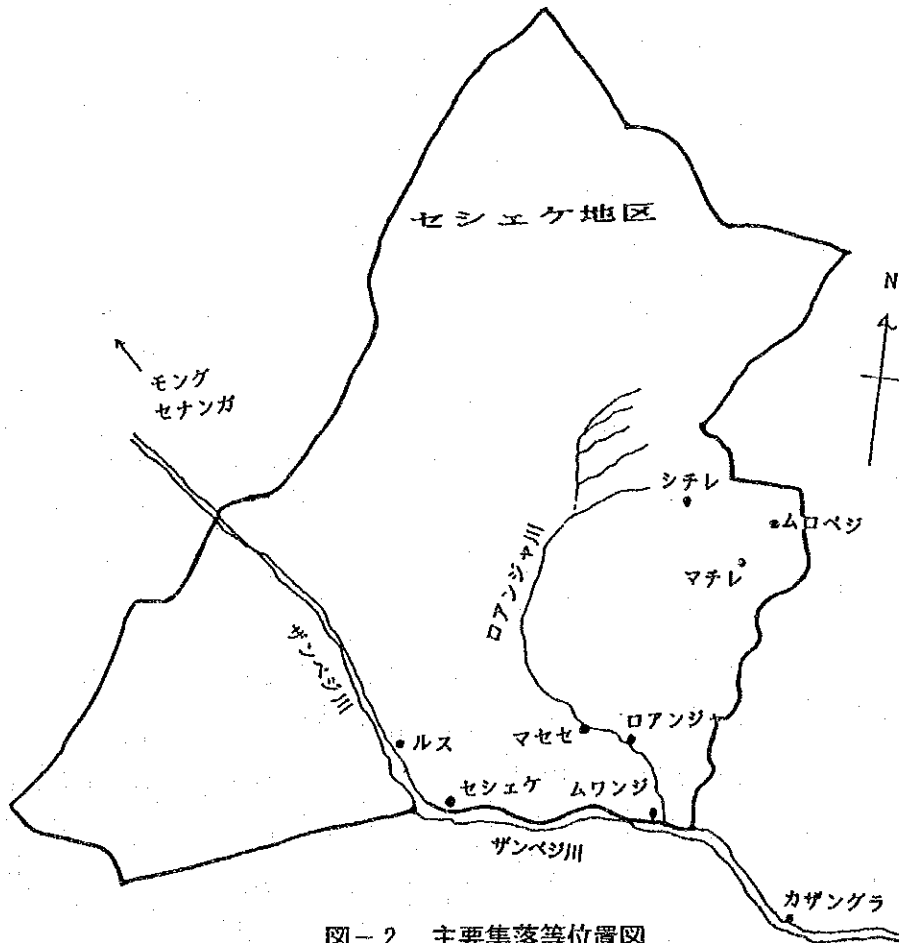 セシェケ地区
N
モング
セナンガ
シチレ
ムロベジ
マチレ
ロアンジャ川
ザンベジ川
ルス
マセセ
ロアンジャ
セシェケ
ムワンジ
ザンベジ川
カザングラ
図-2 主要集落等位置図